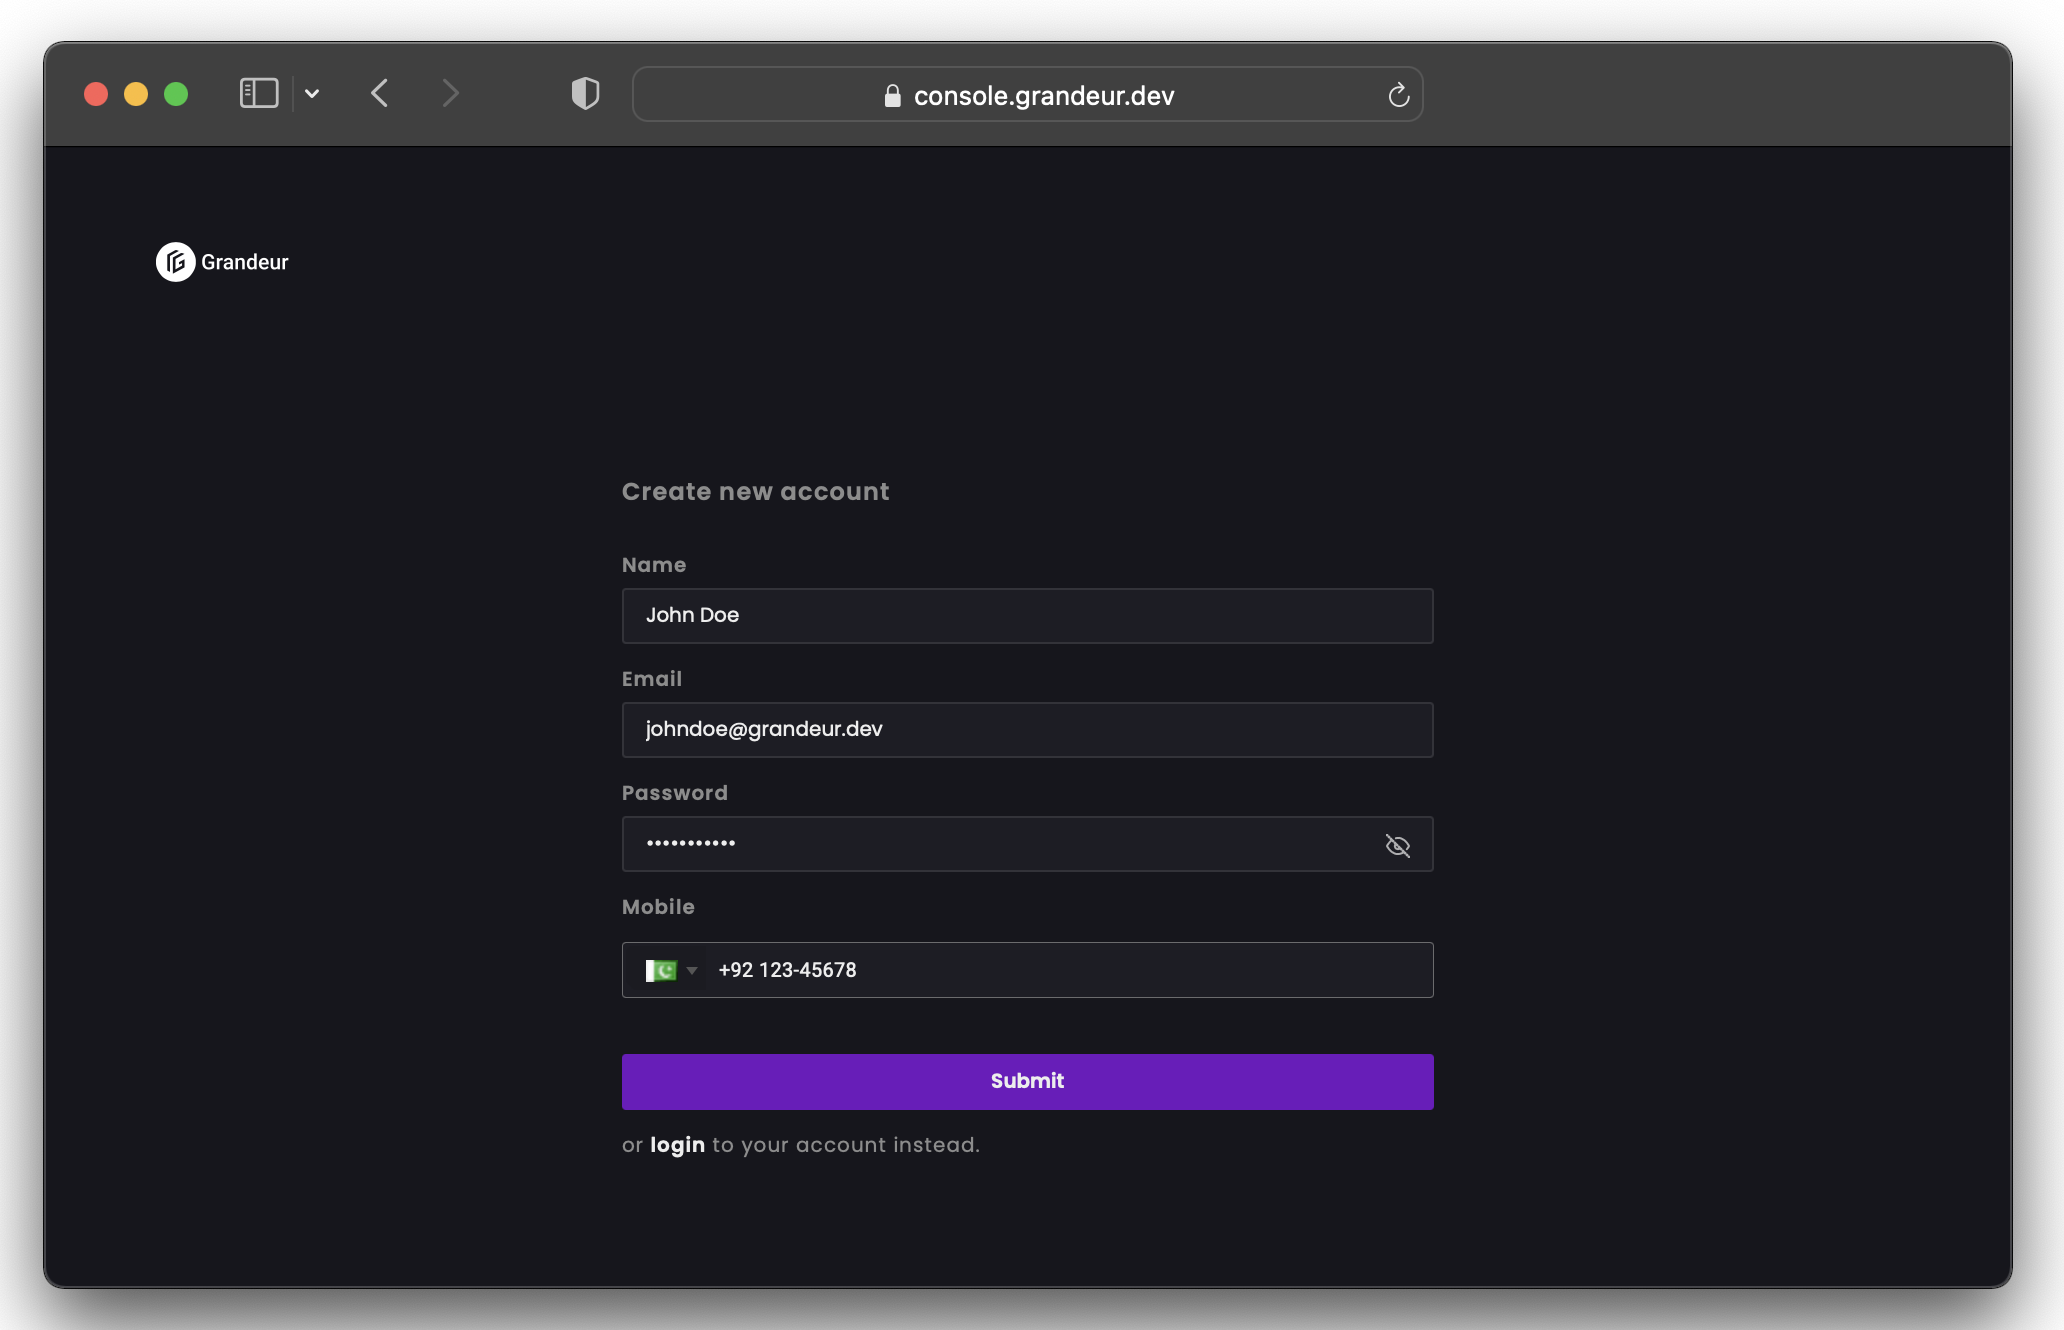 console.grandeur.dev
Grandeur
Create new account
Name
John Doe
Email
johndoe@grandeur.dev
Password
•••••••••••
Mobile
+92 123-45678
Submit
or login to your account instead.